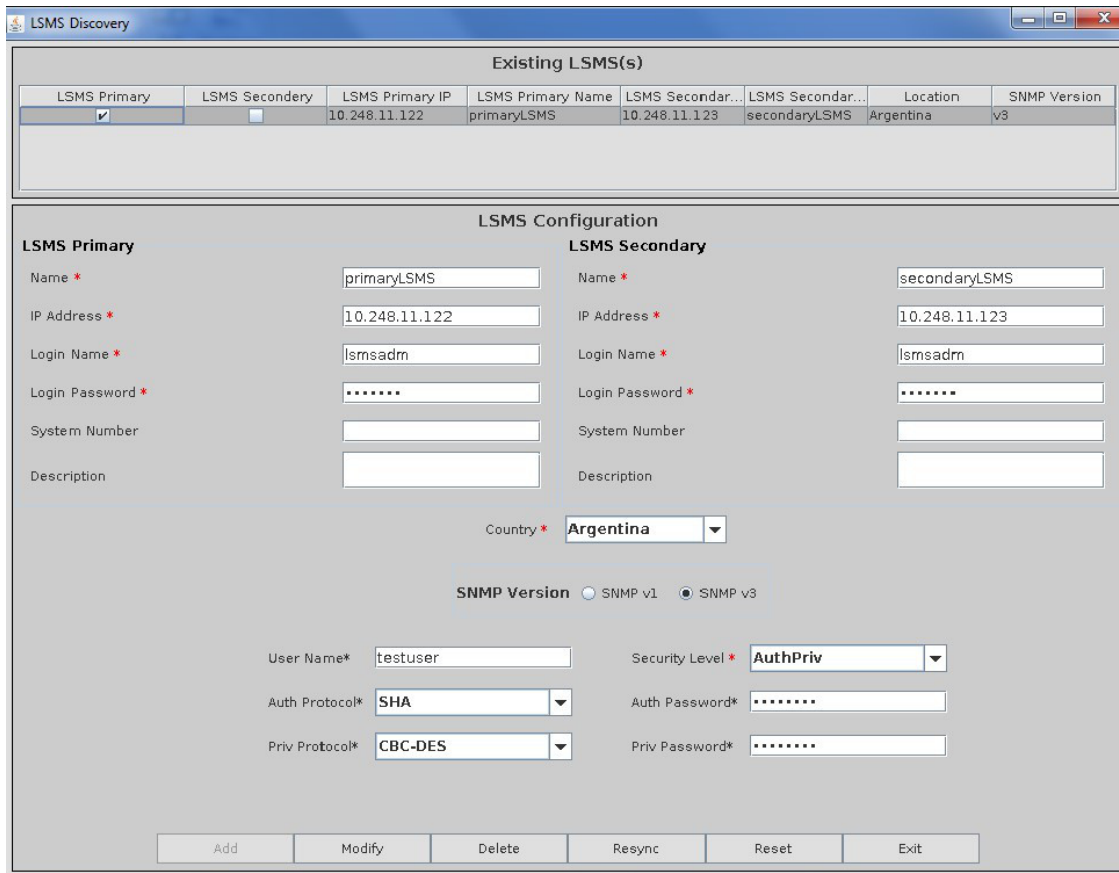 LSMS Discovery
Existing LSMS(s)
LSMS Primary LSMS Secondery LSMS Primary IP LSMS Primary Name LSMS Secondar... LSMS Secondar... Location SNMP Version
10.248.11.122 primaryLSMS 10.248.11.123 secondaryLSMS Argentina v3
LSMS Configuration
LSMS Primary LSMS Secondary
Name * primaryLSMS Name * secondaryLSMS
IP Address * 10.248.11.122 IP Address * 10.248.11.123
Login Name * lsmsadm Login Name * lsmsadm
Login Password * ••••••• Login Password * •••••••
System Number System Number
Description Description
Country * Argentina
SNMP Version SNMP v1 SNMP v3
User Name* testuser Security Level * AuthPriv
Auth Protocol* SHA Auth Password* ••••••••
Priv Protocol* CBC-DES Priv Password* ••••••••
Add Modify Delete Resync Reset Exit